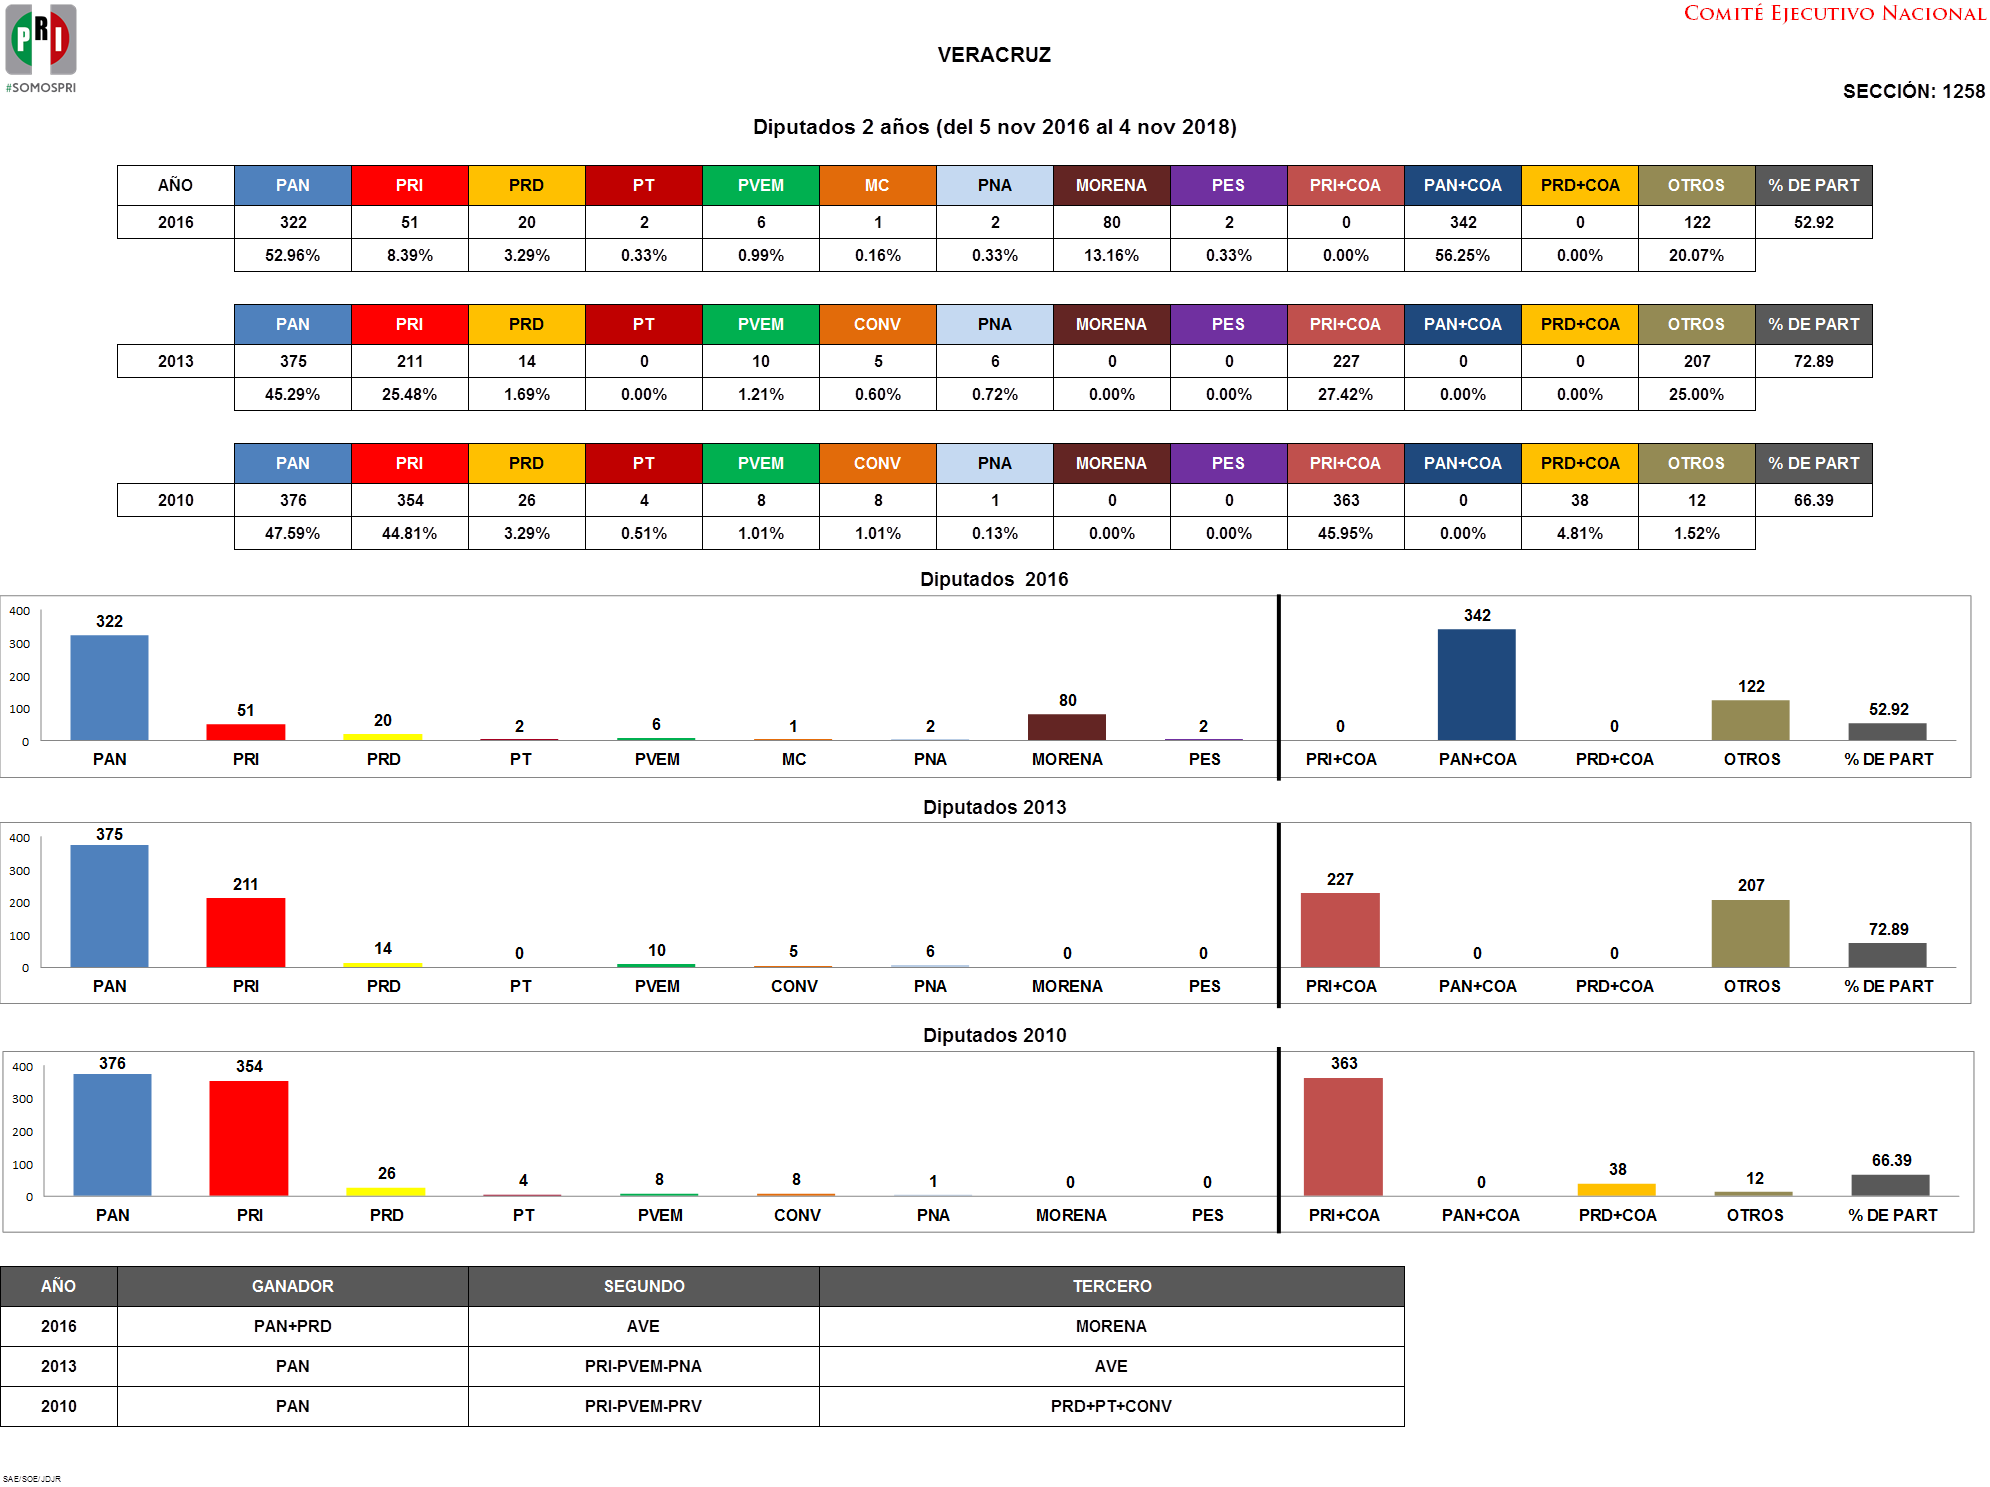 PRI
#SOMOSPRI
COMITÉ EJECUTIVO NACIONAL
VERACRUZ
SECCIÓN: 1258
Diputados 2 años (del 5 nov 2016 al 4 nov 2018)
AÑO PAN PRI PRD PT PVEM MC PNA MORENA PES PRI+COA PAN+COA PRD+COA OTROS % DE PART
2016 322 51 20 2 6 1 2 80 2 0 342 0 122 52.92
52.96% 8.39% 3.29% 0.33% 0.99% 0.16% 0.33% 13.16% 0.33% 0.00% 56.25% 0.00% 20.07%
PAN PRI PRD PT PVEM CONV PNA MORENA PES PRI+COA PAN+COA PRD+COA OTROS % DE PART
2013 375 211 14 0 10 5 6 0 0 227 0 0 207 72.89
45.29% 25.48% 1.69% 0.00% 1.21% 0.60% 0.72% 0.00% 0.00% 27.42% 0.00% 0.00% 25.00%
PAN PRI PRD PT PVEM CONV PNA MORENA PES PRI+COA PAN+COA PRD+COA OTROS % DE PART
2010 376 354 26 4 8 8 1 0 0 363 0 38 12 66.39
47.59% 44.81% 3.29% 0.51% 1.01% 1.01% 0.13% 0.00% 0.00% 45.95% 0.00% 4.81% 1.52%
Diputados 2016
400
300
200
100
0
322 51 20 2 6 1 2 80 2 0 342 0 122 52.92
PAN PRI PRD PT PVEM MC PNA MORENA PES PRI+COA PAN+COA PRD+COA OTROS % DE PART
Diputados 2013
400
300
200
100
0
375 211 14 0 10 5 6 0 0 227 0 0 207 72.89
PAN PRI PRD PT PVEM CONV PNA MORENA PES PRI+COA PAN+COA PRD+COA OTROS % DE PART
Diputados 2010
400
300
200
100
0
376 354 26 4 8 8 1 0 0 363 0 38 12 66.39
PAN PRI PRD PT PVEM CONV PNA MORENA PES PRI+COA PAN+COA PRD+COA OTROS % DE PART
AÑO GANADOR SEGUNDO TERCERO
2016 PAN+PRD AVE MORENA
2013 PAN PRI-PVEM-PNA AVE
2010 PAN PRI-PVEM-PRV PRD+PT+CONV
SAE/SOE/JDJR